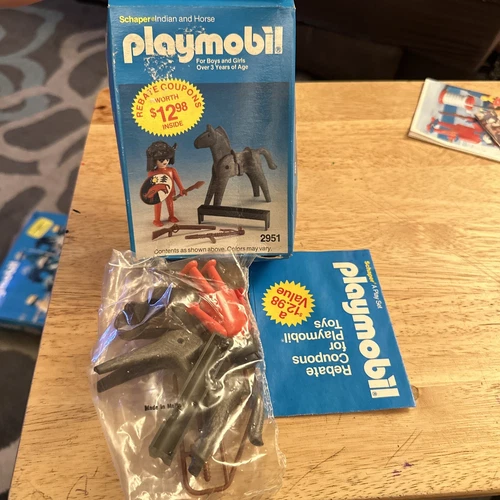 Schaper Indian and Horse
playmobil
For Boys and Girls
Over 3 Years of Age
REBATE COUPONS
WORTH
$12.98
INSIDE
2951
Contents as shown above. Colors may vary.
Schaper A Play Set
playmobil
a
12.98
Value
Rebate
Coupons
for
Playmobil
Toys
Made in